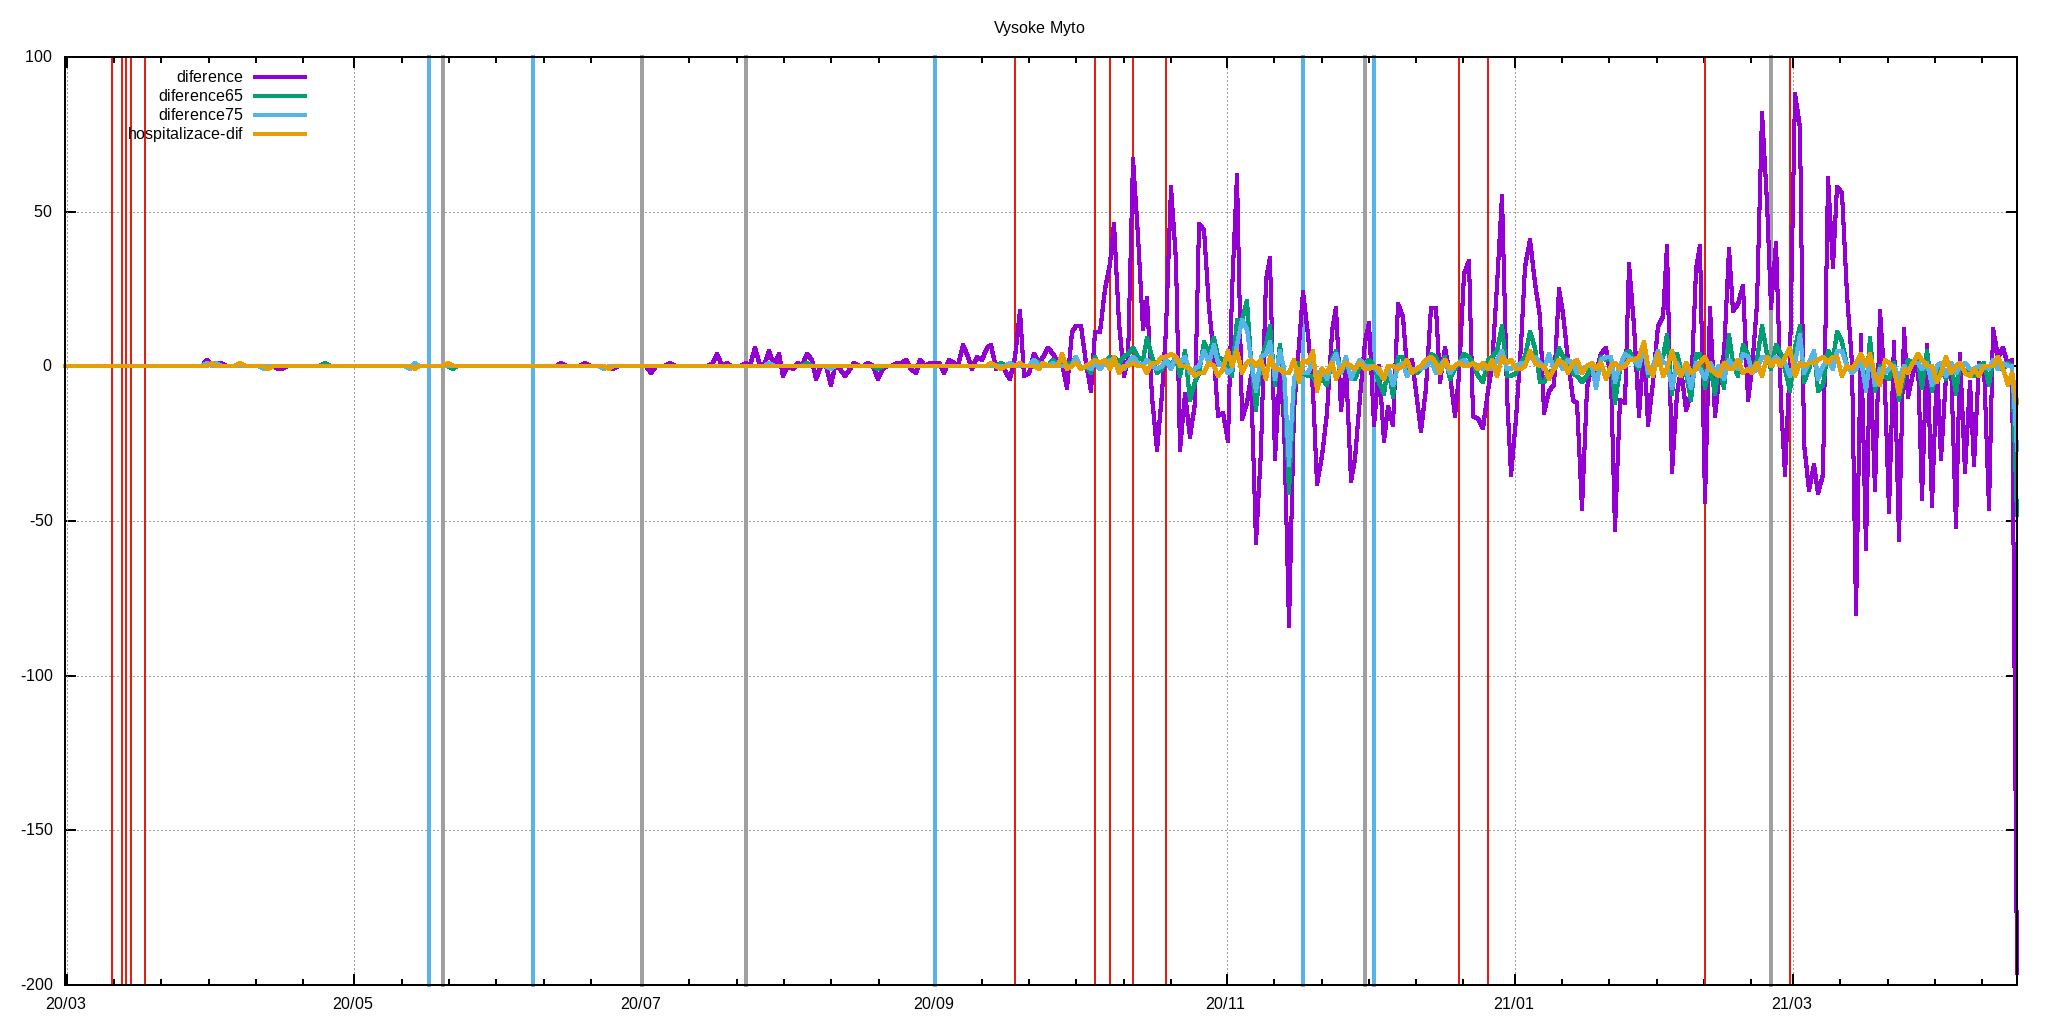 Vysoke Myto
100
50
0
-50
-100
-150
-200
diference
diference65
diference75
hospitalizace-dif
20/03 20/05 20/07 20/09 20/11 21/01 21/03